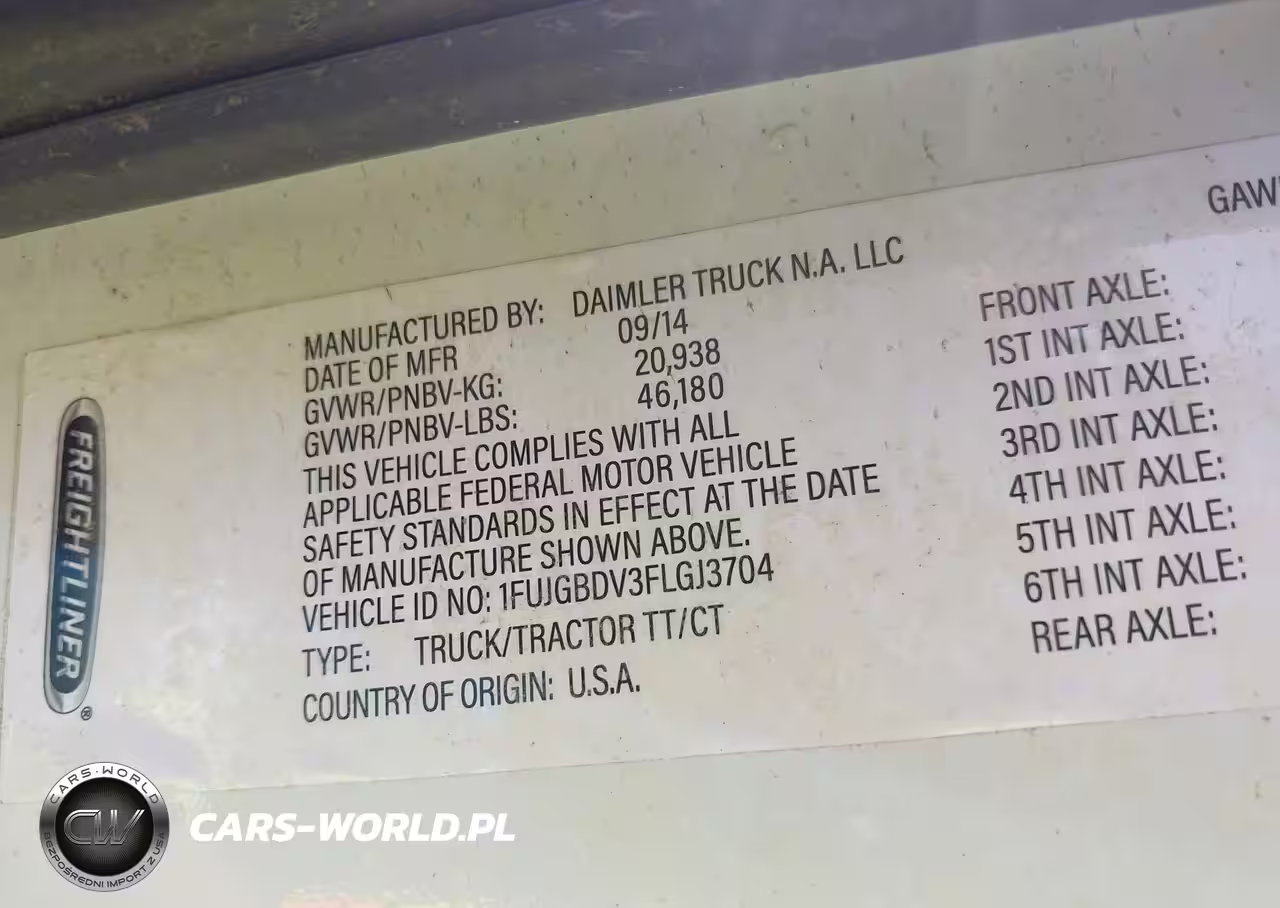 GAW
MANUFACTURED BY: DAIMLER TRUCK N.A. LLC
DATE OF MFR 09/14
GVWR/PNBV-KG: 20,938
GVWR/PNBV-LBS: 46,180
THIS VEHICLE COMPLIES WITH ALL
APPLICABLE FEDERAL MOTOR VEHICLE
SAFETY STANDARDS IN EFFECT AT THE DATE
OF MANUFACTURE SHOWN ABOVE.
VEHICLE ID NO: 1FUJGBDV3FLGJ3704
TYPE: TRUCK/TRACTOR TT/CT
COUNTRY OF ORIGIN: U.S.A.
FRONT AXLE:
1ST INT AXLE:
2ND INT AXLE:
3RD INT AXLE:
4TH INT AXLE:
5TH INT AXLE:
6TH INT AXLE:
REAR AXLE:
FREIGHTLINER®
CARS-WORLD
CW
BEZPOŚREDNI IMPORT Z USA
CARS-WORLD.PL